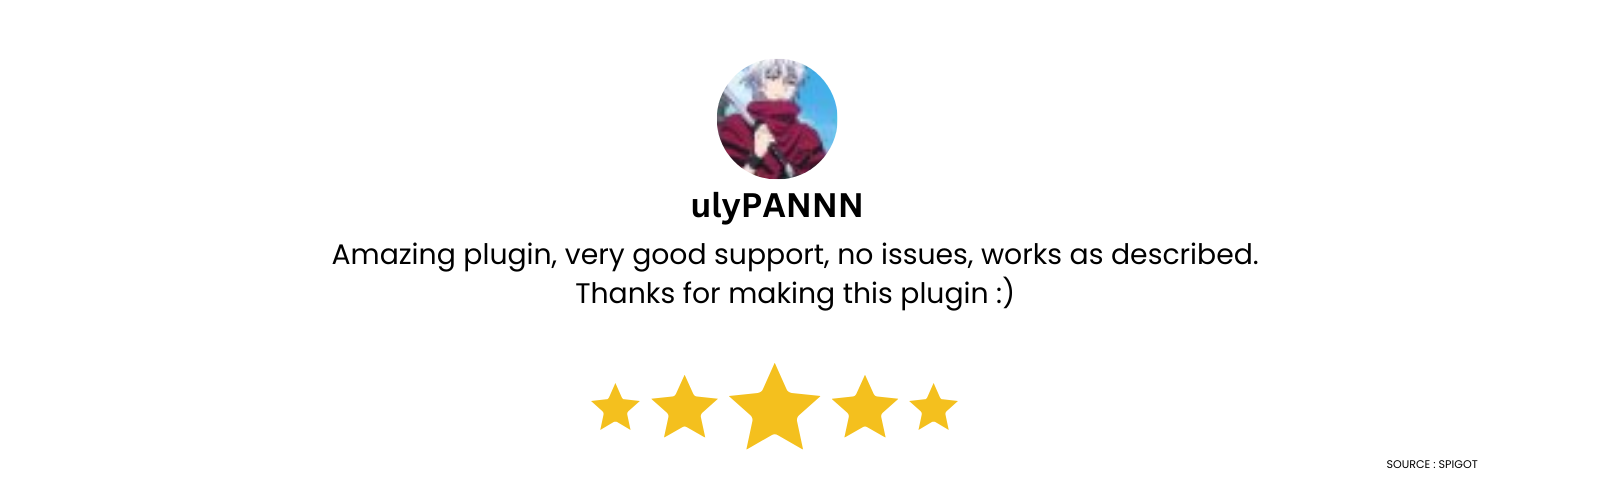 ulyPANNN
Amazing plugin, very good support, no issues, works as described.
Thanks for making this plugin :)
SOURCE : SPIGOT